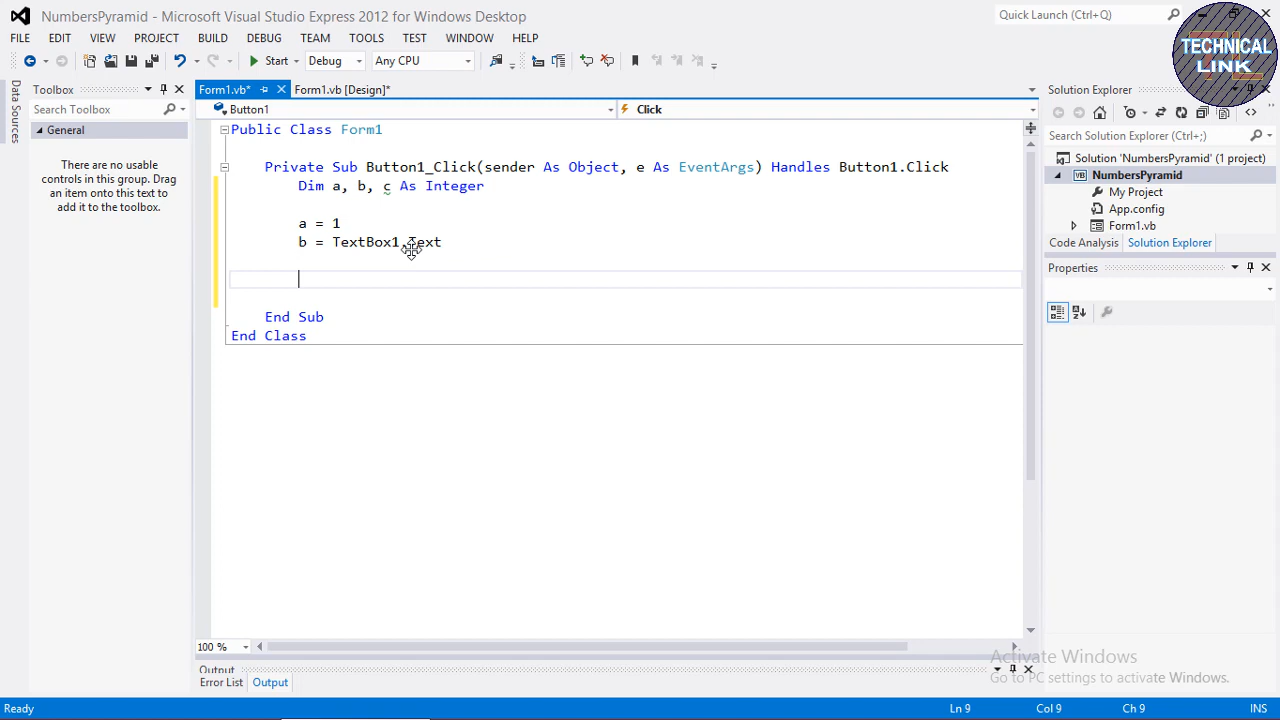 NumbersPyramid - Microsoft Visual Studio Express 2012 for Windows Desktop
Quick Launch (Ctrl+Q)
FILE EDIT VIEW PROJECT BUILD DEBUG TEAM TOOLS TEST WINDOW HELP
TECHNICAL
LINK
Start Debug Any CPU
Data Sources
Toolbox
Search Toolbox
General
There are no usable
controls in this group. Drag
an item onto this text to
add it to the toolbox.
Form1.vb* Form1.vb [Design]*
Button1 Click
Public Class Form1
Private Sub Button1_Click(sender As Object, e As EventArgs) Handles Button1.Click
Dim a, b, c As Integer
a = 1
b = TextBox1.Text
End Sub
End Class
100 %
Output
Error List Output
Solution Explorer
Search Solution Explorer (Ctrl+;)
Solution "NumbersPyramid" (1 project)
NumbersPyramid
My Project
App.config
Form1.vb
Code Analysis Solution Explorer
Properties
Activate Windows
Go to PC settings to activate Windows.
Ready Ln 9 Col 9 Ch 9 INS